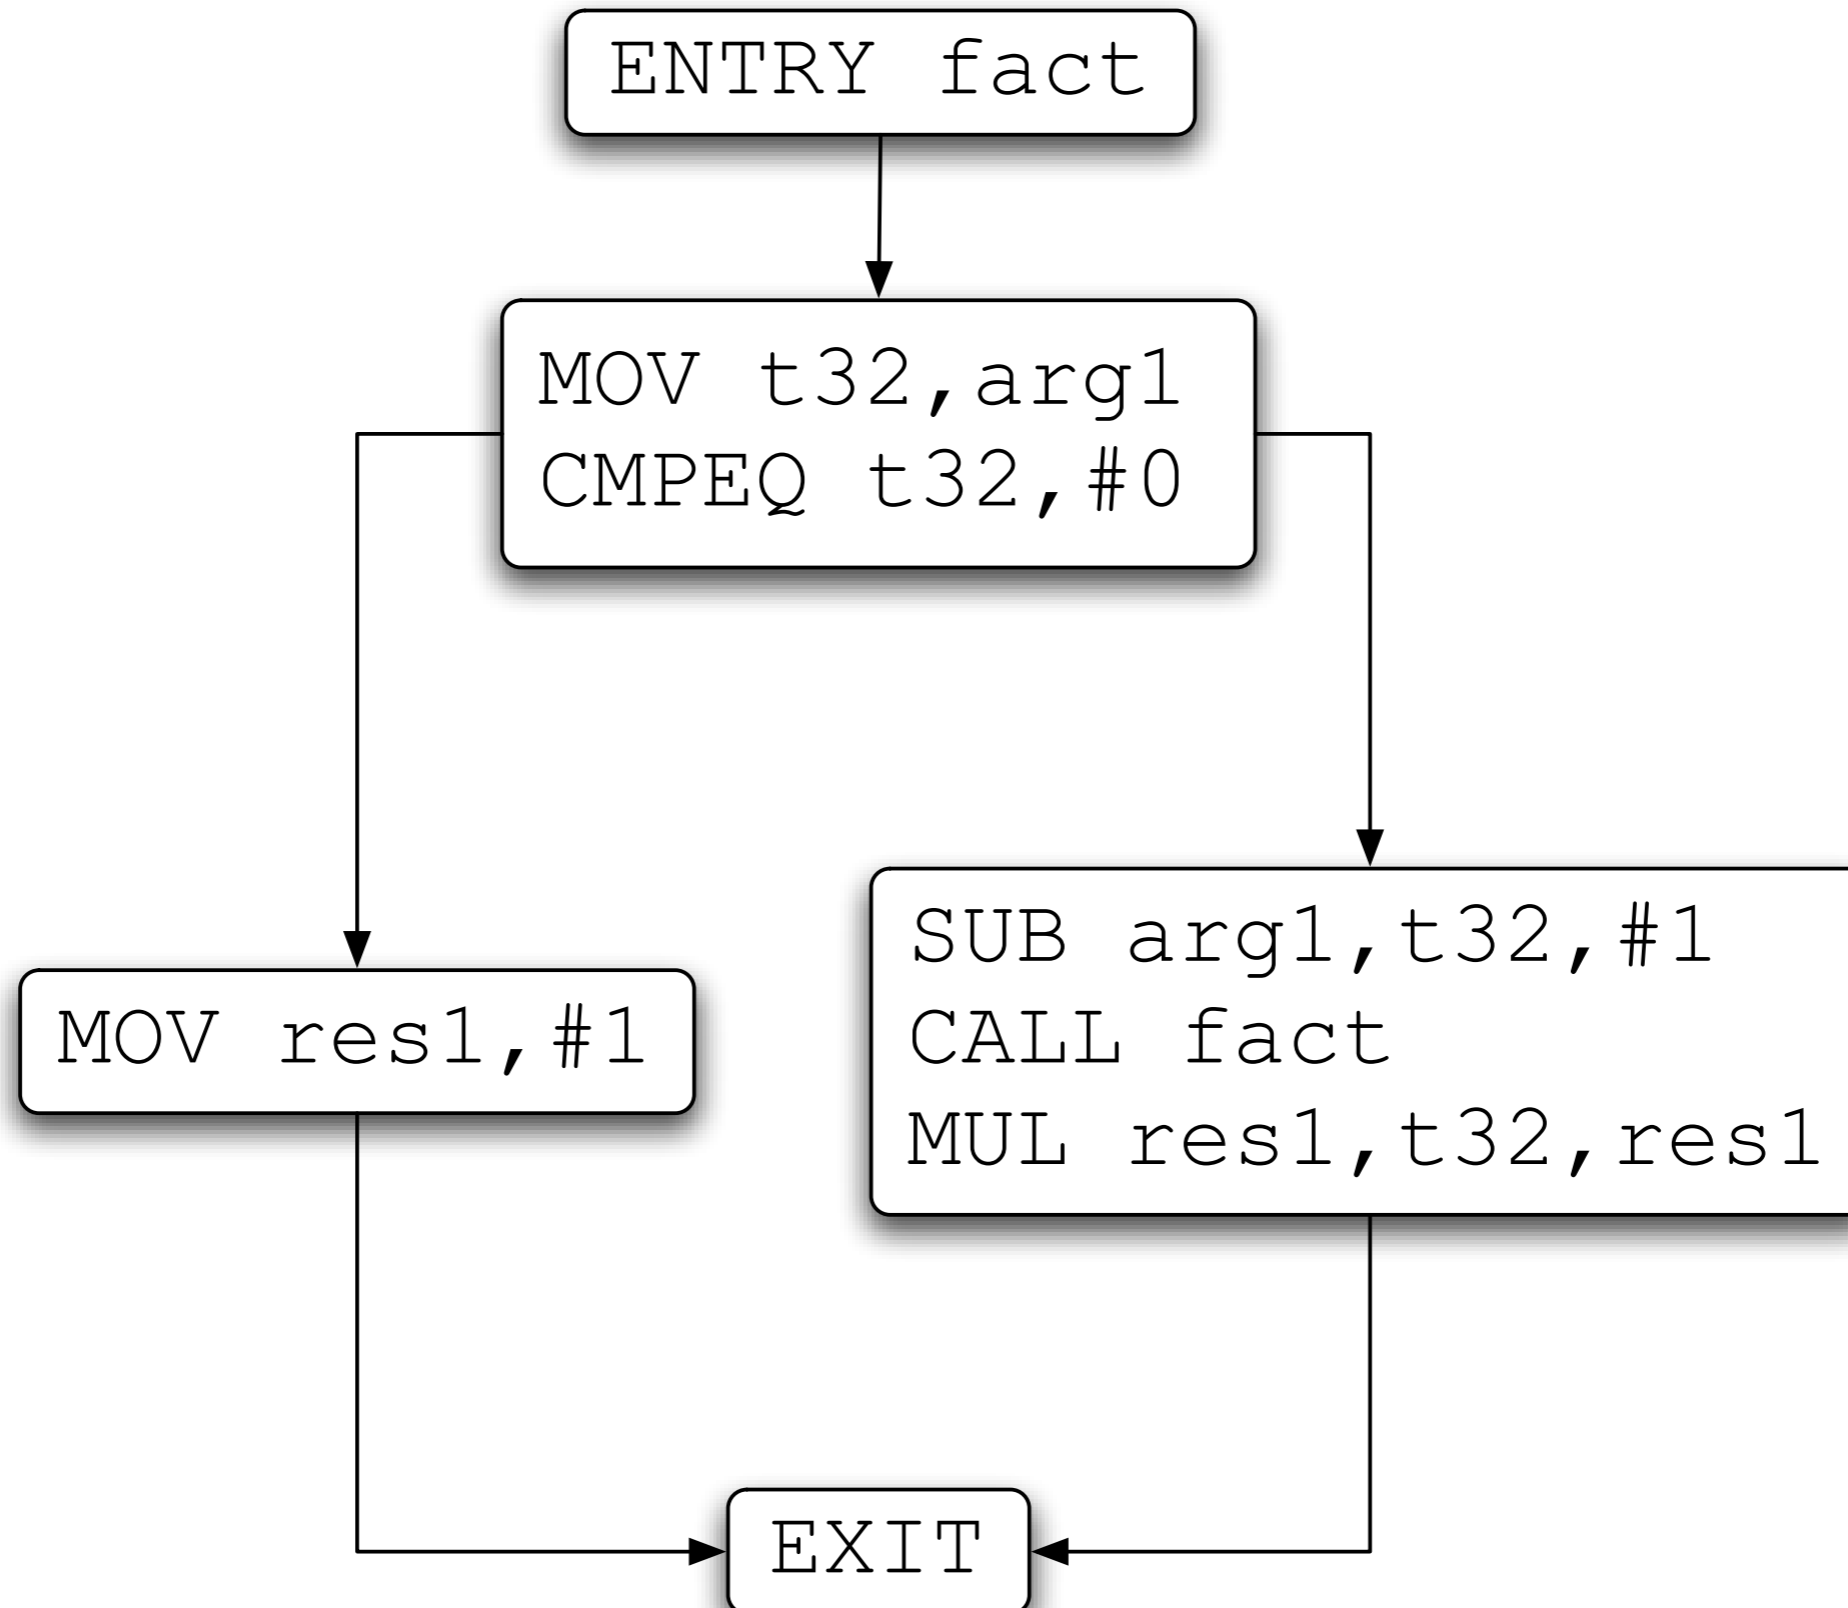 ENTRY fact
MOV t32,arg1
CMPEQ t32,#0
MOV res1,#1
SUB arg1,t32,#1
CALL fact
MUL res1,t32,res1
EXIT